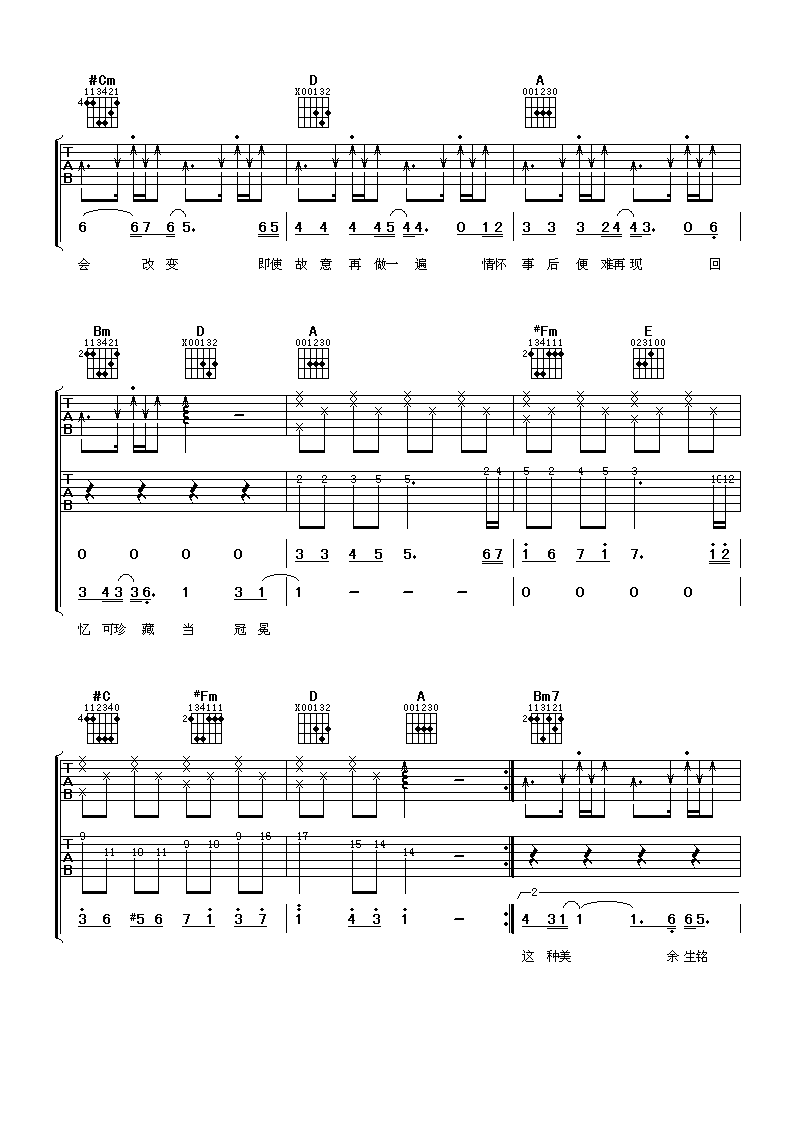 #Cm D A
113421 X00132 001230
4
T A B
6 6 7 6 5. 6 5 4 4 4 4 5 4 4. 0 1 2 3 3 3 2 4 4 3. 0 6
会 改 变 即使 故 意 再 做一 遍 情怀 事 后 便 难再 现 回
Bm D A #Fm E
113421 X00132 001230 134111 023100
2 2
T A B
2 2 3 5 5 2 4 5 2 4 5 3 10 12
T A B
0 0 0 0 3 3 4 5 5. 6 7 1 6 7 1 7. 1 2
3 4 3 3 6. 1 3 1 1 - - - 0 0 0 0
忆 可珍 藏 当 冠 冕
#C #Fm D A Bm7
112340 134111 X00132 001230 113121
4 2 2
T A B
9 11 10 11 9 10 9 16 17 15 14 14
T A B
2
3 6 #5 6 7 1 3 7 1 4 3 1 - 4 3 1 1 1. 6 6 5.
这 种美 余 生铭